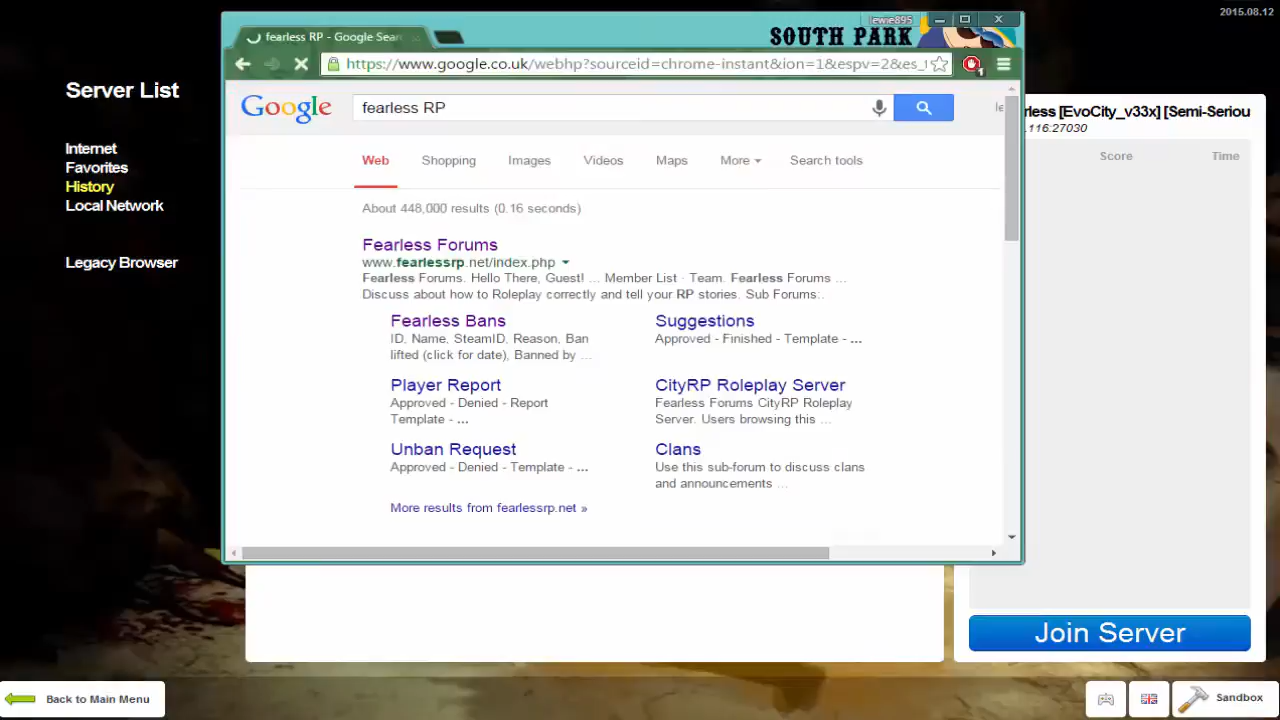 2015.08.12
lewie895
SOUTH PARK
fearless RP - Google Sear
https://www.google.co.uk/webhp?sourceid=chrome-instant&ion=1&espv=2&es_
1
Server List
Internet
Favorites
History
Local Network
Legacy Browser
Google
fearless RP
le
Web
Shopping
Images
Videos
Maps
More
Search tools
About 448,000 results (0.16 seconds)
Fearless Forums
www.fearlessrp.net/index.php
Fearless Forums. Hello There, Guest! ... Member List · Team. Fearless Forums ...
Discuss about how to Roleplay correctly and tell your RP stories. Sub Forums:.
Fearless Bans
ID, Name, SteamID, Reason, Ban
lifted (click for date), Banned by ...
Suggestions
Approved - Finished - Template - ...
Player Report
Approved - Denied - Report
Template - ...
CityRP Roleplay Server
Fearless Forums CityRP Roleplay
Server. Users browsing this ...
Unban Request
Approved - Denied - Template - ...
Clans
Use this sub-forum to discuss clans
and announcements ...
More results from fearlessrp.net »
rless [EvoCity_v33x] [Semi-Seriou
.116:27030
Score
Time
Join Server
Back to Main Menu
Sandbox